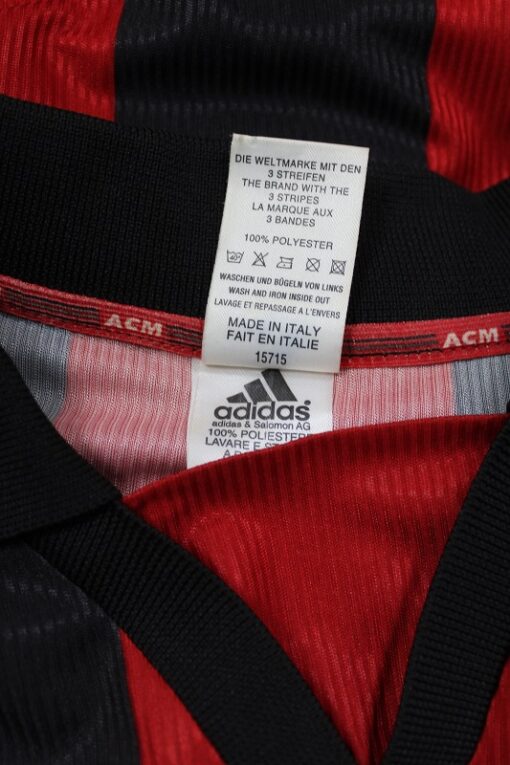 DIE WELTMARKE MIT DEN
3 STREIFEN
THE BRAND WITH THE
3 STRIPES
LA MARQUE AUX
3 BANDES
100% POLYESTER
40°
WASCHEN UND BÜGELN VON LINKS
WASH AND IRON INSIDE OUT
LAVAGE ET REPASSAGE A L'ENVERS
MADE IN ITALY
FAIT EN ITALIE
15715
ACM
ACM
adidas
adidas & Salomon AG
100% POLIESTERE
LAVARE E